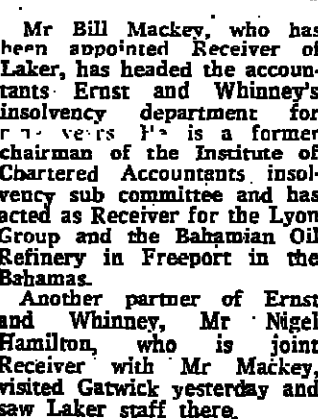 Mr Bill Mackey, who has
been appointed Receiver of
Laker, has headed the accoun-
tants Ernst and Whinney's
insolvency department for
years He is a former
chairman of the Institute of
Chartered Accountants insol-
vency sub committee and has
acted as Receiver for the Lyon
Group and the Bahamian Oil
Refinery in Freeport in the
Bahamas.
Another partner of Ernst
and Whinney, Mr Nigel
Hamilton, who is joint
Receiver with Mr Mackey,
visited Gatwick yesterday and
saw Laker staff there.